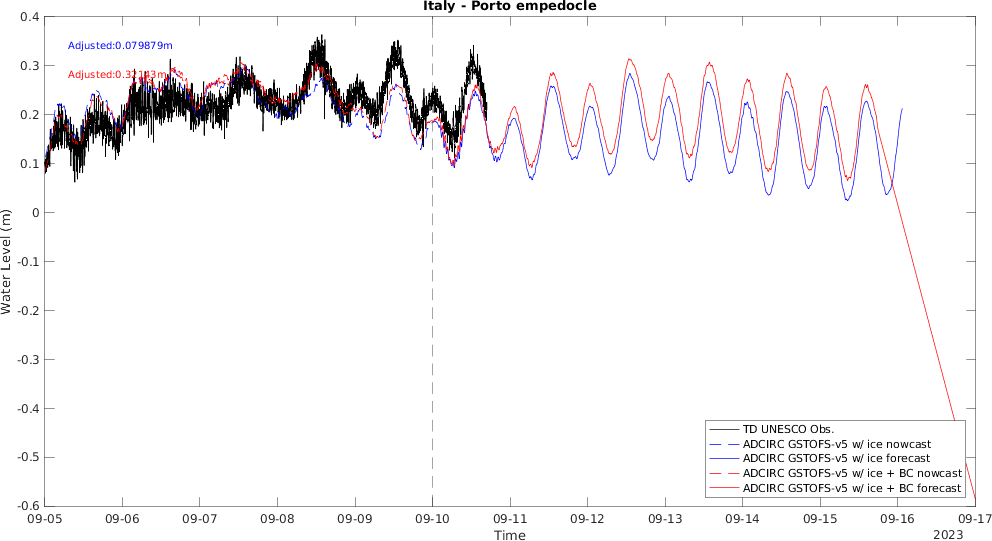 Italy - Porto empedocle
Adjusted:0.079879m
Adjusted:0.32143m
Water Level (m)
0.4
0.3
0.2
0.1
0
-0.1
-0.2
-0.3
-0.4
-0.5
-0.6
TD UNESCO Obs.
ADCIRC GSTOFS-v5 w/ ice nowcast
ADCIRC GSTOFS-v5 w/ ice forecast
ADCIRC GSTOFS-v5 w/ ice + BC nowcast
ADCIRC GSTOFS-v5 w/ ice + BC forecast
09-05 09-06 09-07 09-08 09-09 09-10 09-11 09-12 09-13 09-14 09-15 09-16 09-17
Time
2023